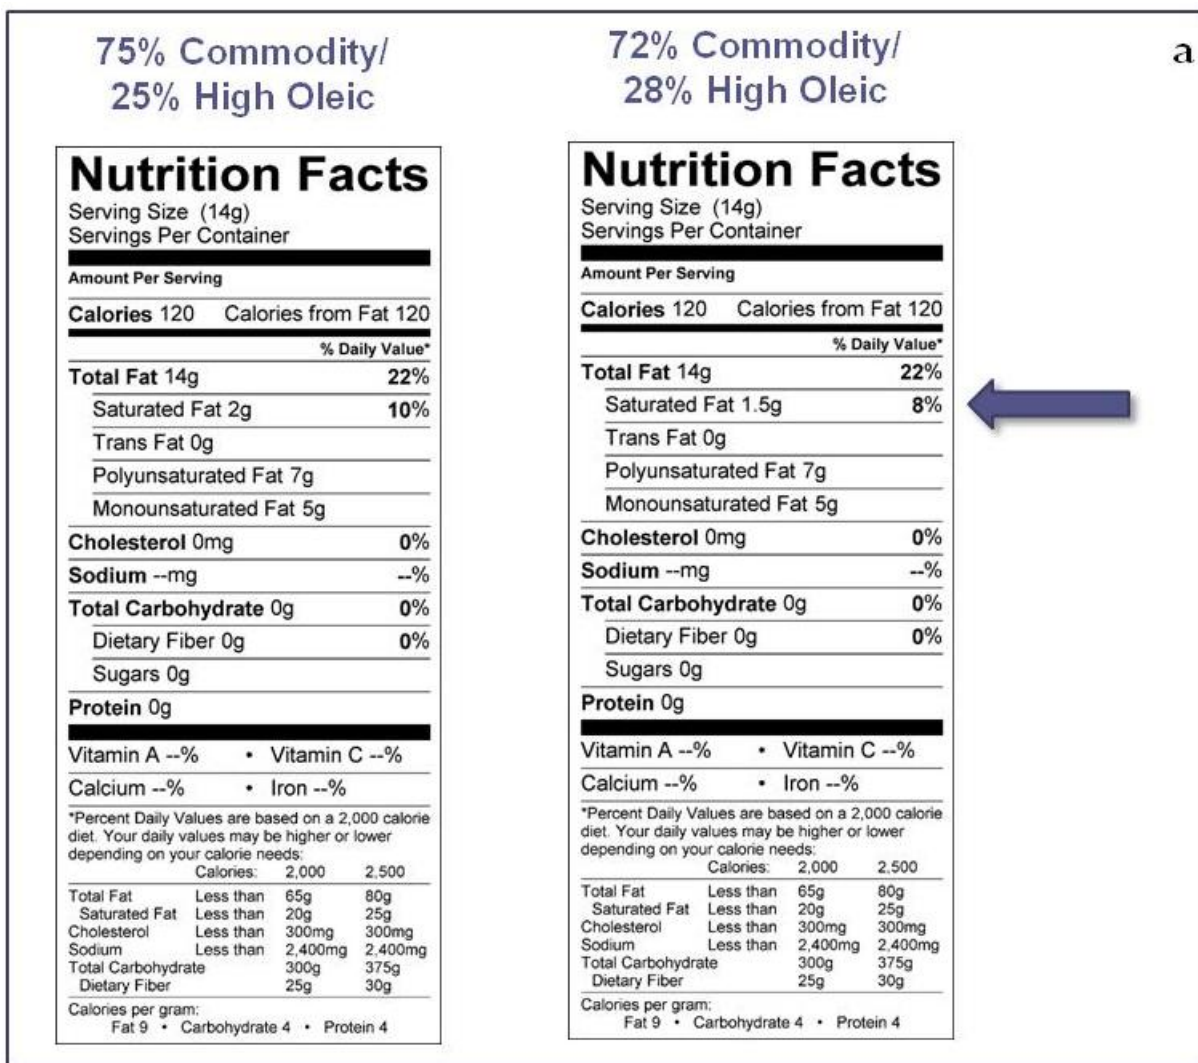 75% Commodity/
25% High Oleic
Nutrition Facts
Serving Size (14g)
Servings Per Container
Amount Per Serving
Calories 120 Calories from Fat 120
% Daily Value*
Total Fat 14g 22%
Saturated Fat 2g 10%
Trans Fat 0g
Polyunsaturated Fat 7g
Monounsaturated Fat 5g
Cholesterol 0mg 0%
Sodium --mg --%
Total Carbohydrate 0g 0%
Dietary Fiber 0g 0%
Sugars 0g
Protein 0g
Vitamin A --% • Vitamin C --%
Calcium --% • Iron --%
*Percent Daily Values are based on a 2,000 calorie
diet. Your daily values may be higher or lower
depending on your calorie needs:
Calories: 2,000 2,500
Total Fat Less than 65g 80g
Saturated Fat Less than 20g 25g
Cholesterol Less than 300mg 300mg
Sodium Less than 2,400mg 2,400mg
Total Carbohydrate 300g 375g
Dietary Fiber 25g 30g
Calories per gram:
Fat 9 • Carbohydrate 4 • Protein 4
72% Commodity/
28% High Oleic
Nutrition Facts
Serving Size (14g)
Servings Per Container
Amount Per Serving
Calories 120 Calories from Fat 120
% Daily Value*
Total Fat 14g 22%
Saturated Fat 1.5g 8%
Trans Fat 0g
Polyunsaturated Fat 7g
Monounsaturated Fat 5g
Cholesterol 0mg 0%
Sodium --mg --%
Total Carbohydrate 0g 0%
Dietary Fiber 0g 0%
Sugars 0g
Protein 0g
Vitamin A --% • Vitamin C --%
Calcium --% • Iron --%
*Percent Daily Values are based on a 2,000 calorie
diet. Your daily values may be higher or lower
depending on your calorie needs:
Calories: 2,000 2,500
Total Fat Less than 65g 80g
Saturated Fat Less than 20g 25g
Cholesterol Less than 300mg 300mg
Sodium Less than 2,400mg 2,400mg
Total Carbohydrate 300g 375g
Dietary Fiber 25g 30g
Calories per gram:
Fat 9 • Carbohydrate 4 • Protein 4
a